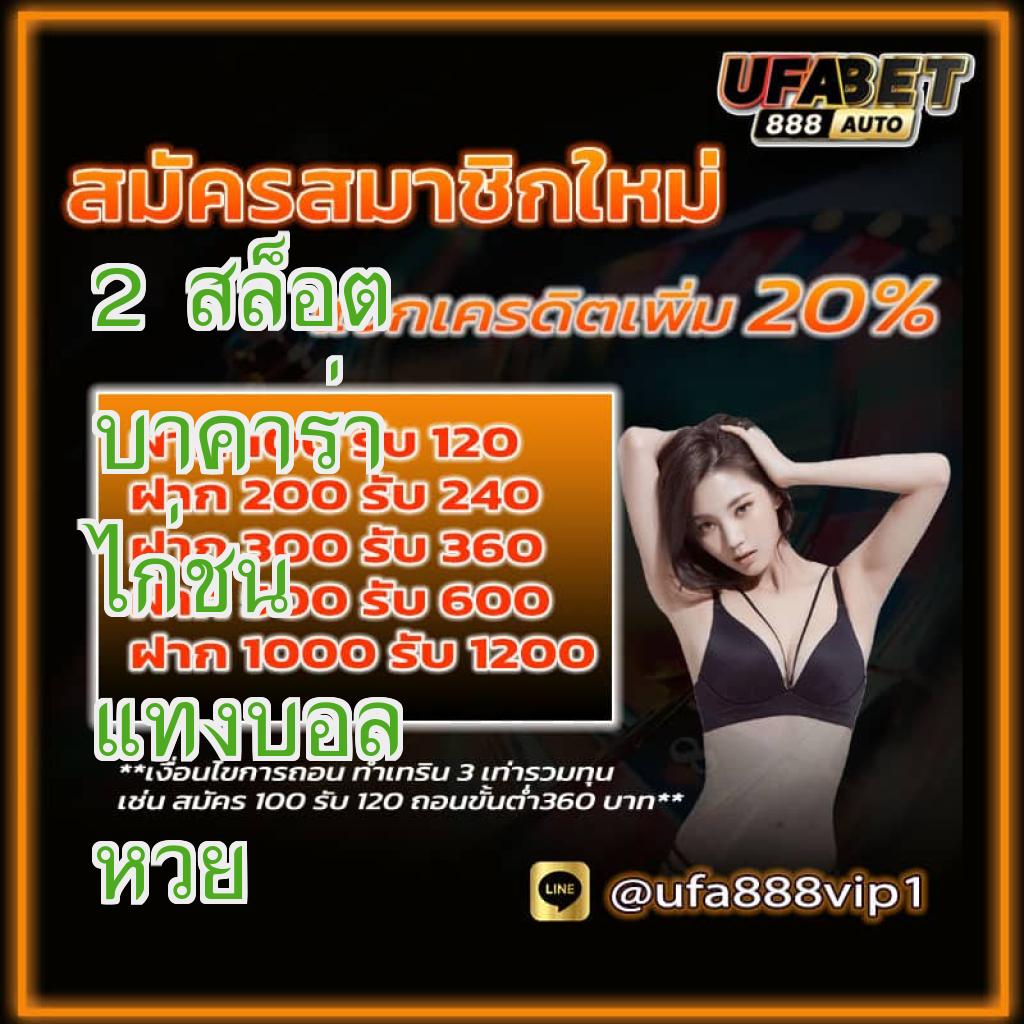 UFABET
888 AUTO
สมัครสมาชิกใหม่
2 สล็อต
เครดิตเพิ่ม 20%
บาคาร่า
รับ 120
ฝาก 200 รับ 240
ฝาก 300 รับ 360
ไก่ชน
รับ 600
ฝาก 1000 รับ 1200
แทงบอล
**เงื่อนไขการถอน ทำเทริน 3 เท่ารวมทุน
เช่น สมัคร 100 รับ 120 ถอนขั้นต่ำ360 บาท**
หวย
LINE @ufa888vip1